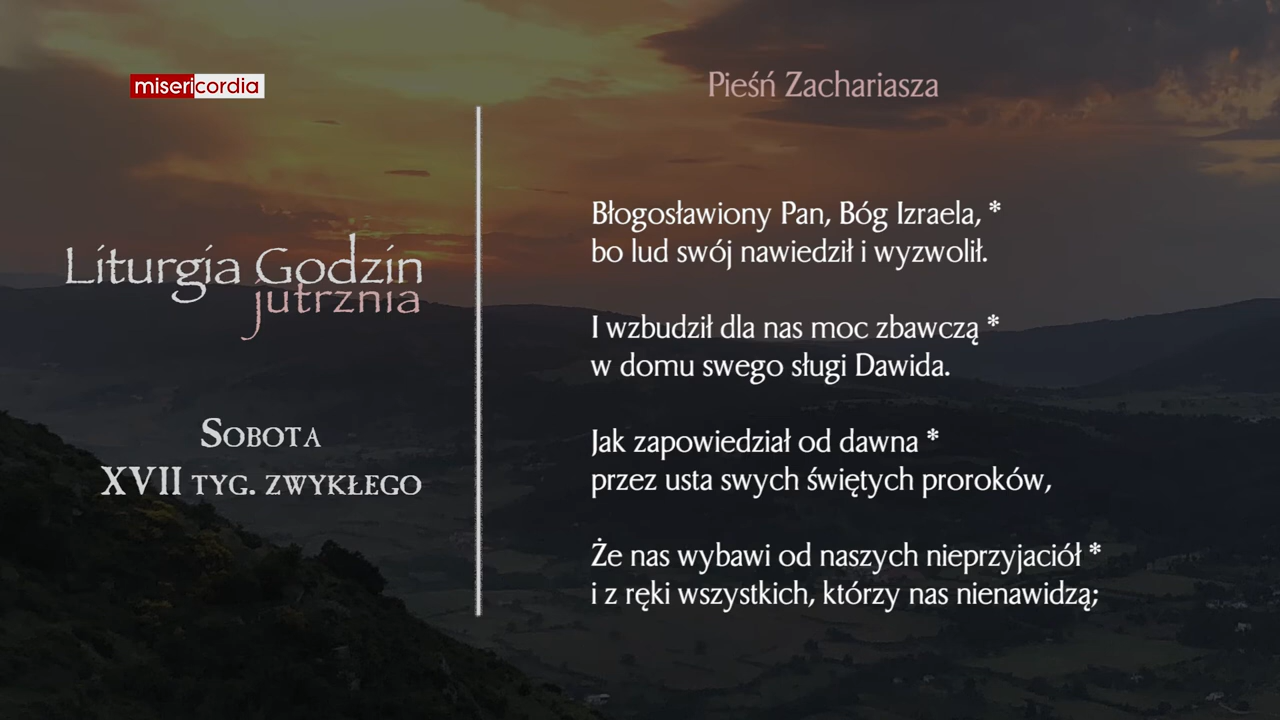 misericordia
Liturgia Godzin
jutrznia
Sobota
XVII tyg. zwykłego
Pieśń Zachariasza
Błogosławiony Pan, Bóg Izraela, *
bo lud swój nawiedził i wyzwolił.
I wzbudził dla nas moc zbawczą *
w domu swego sługi Dawida.
Jak zapowiedział od dawna *
przez usta swych świętych proroków,
Że nas wybawi od naszych nieprzyjaciół *
i z ręki wszystkich, którzy nas nienawidzą;